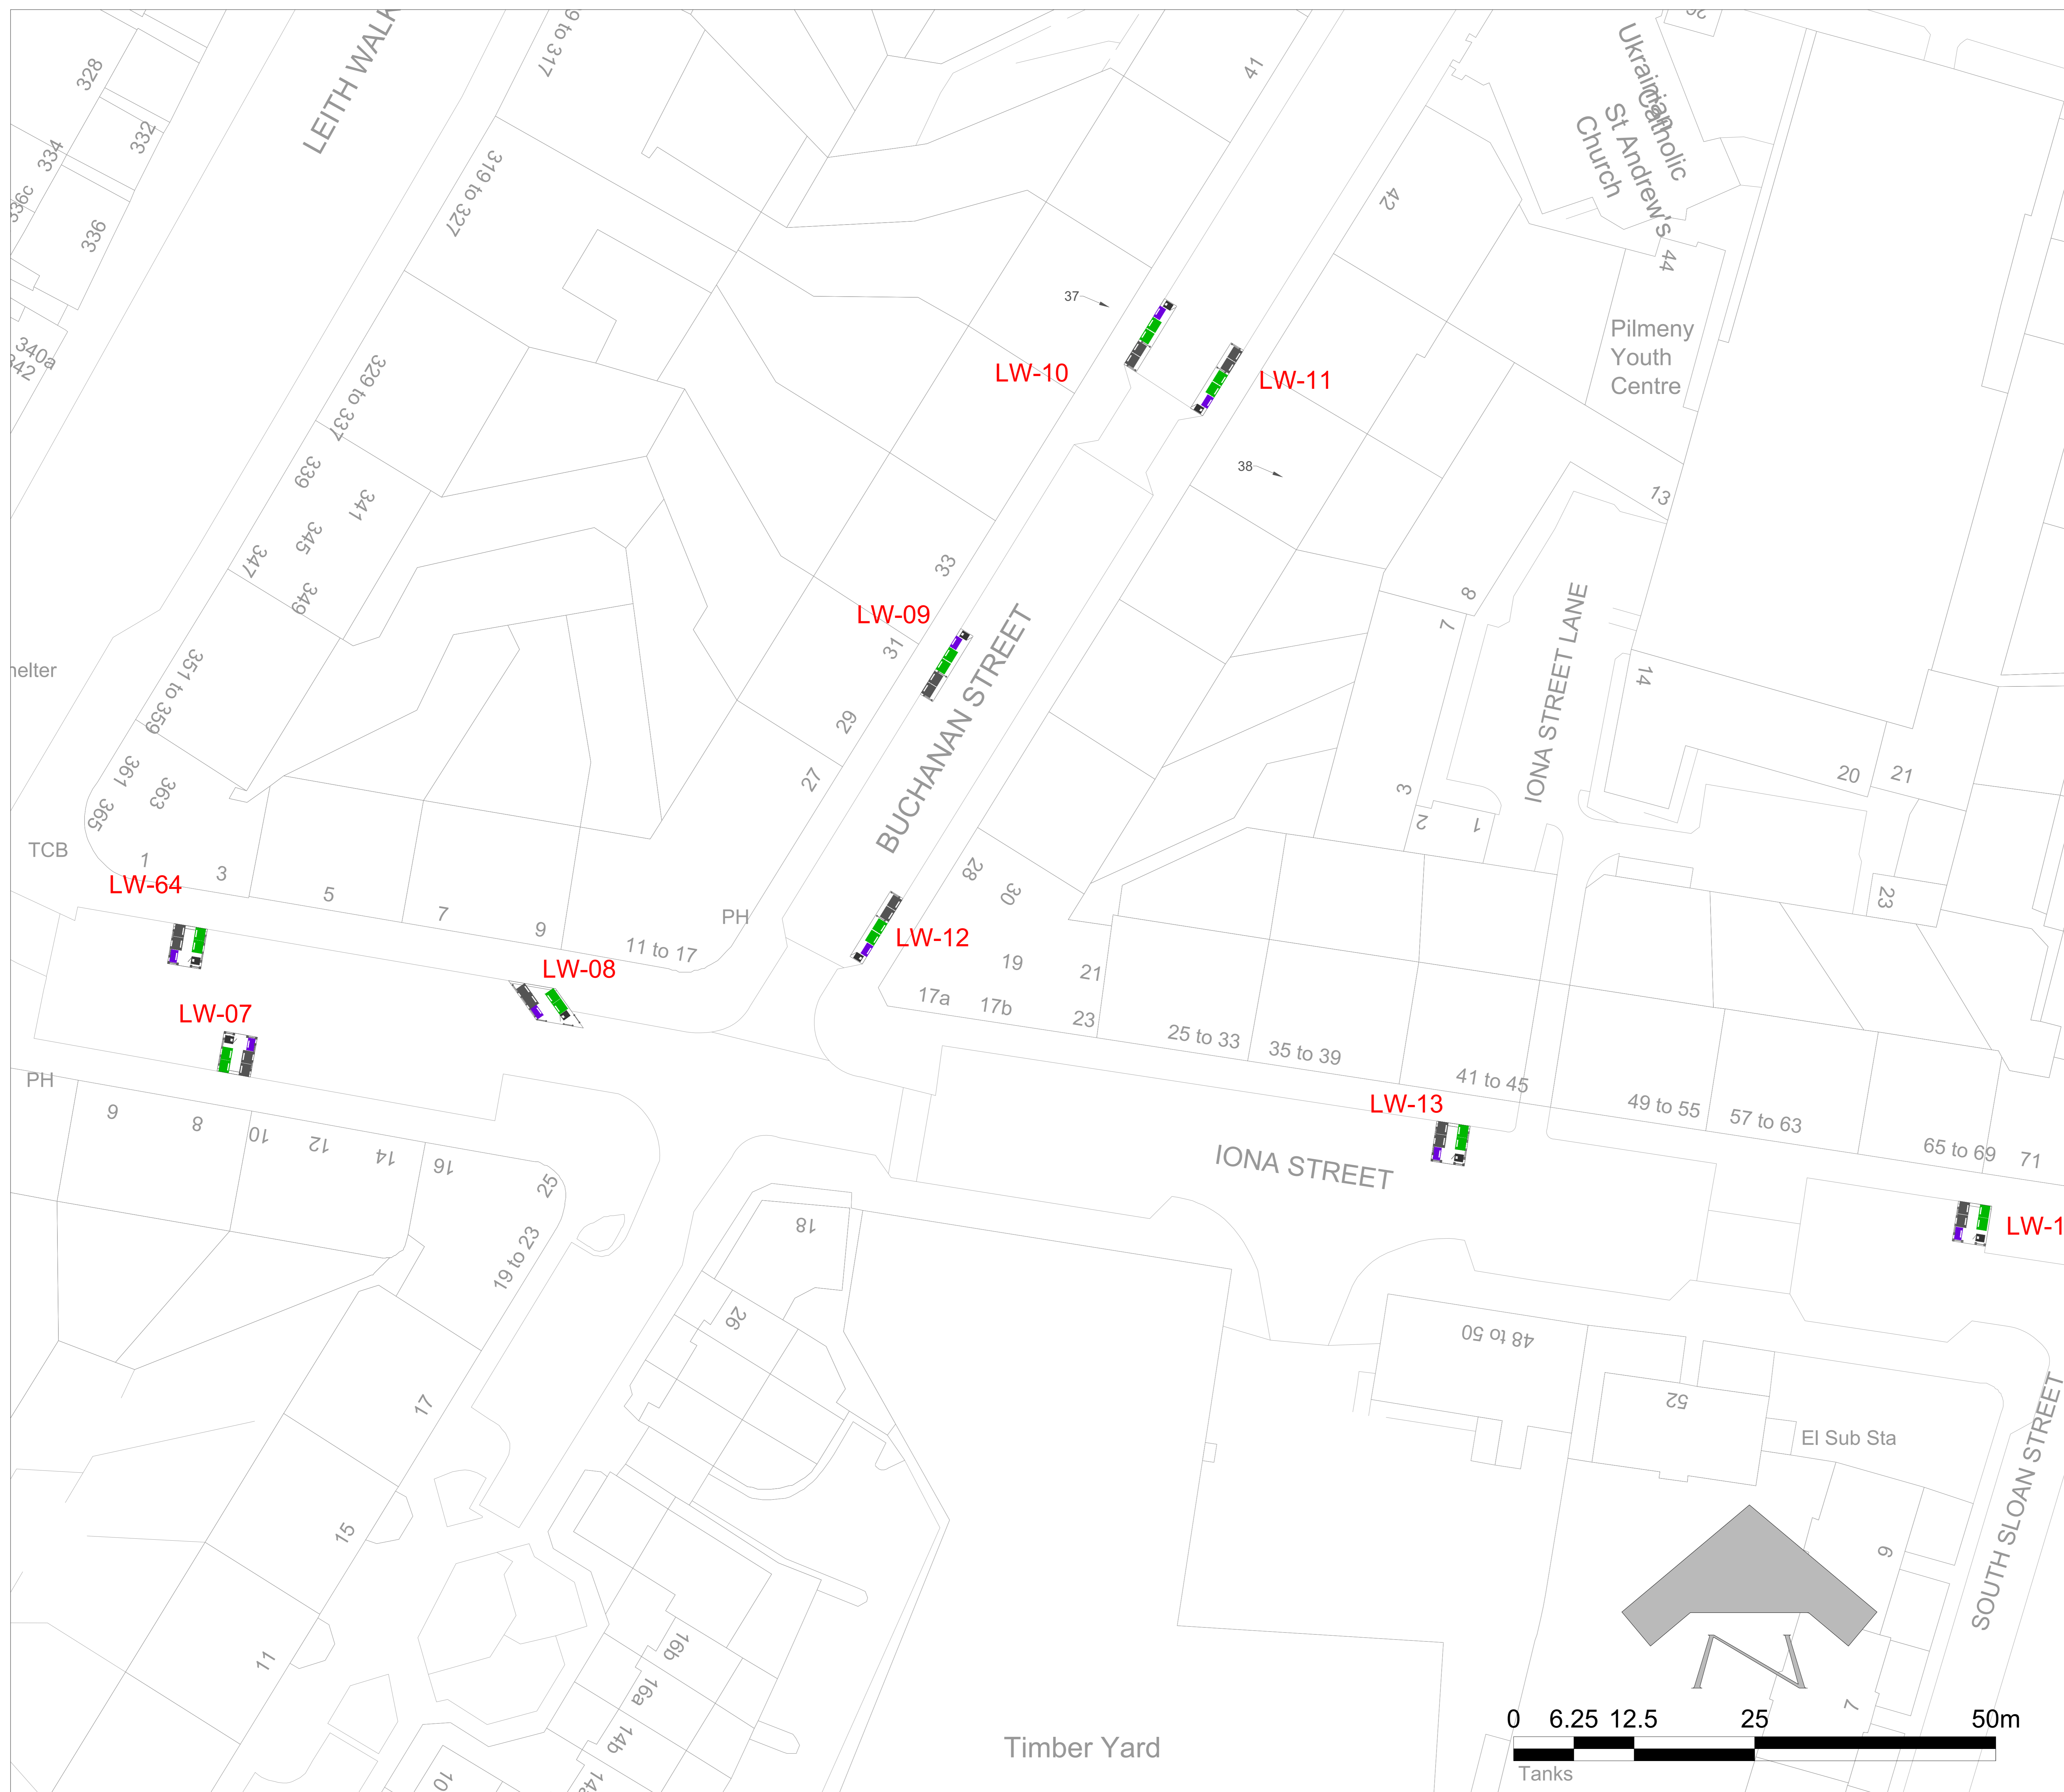 LEITH WALK
9 to 317
41
328
332
334
336c
336
340a
342
319 to 327
329 to 337
339
341
345
347
349
351 to 359
361
363
365
Ukrainian
Catholic
St Andrew's
Church
42
44
Pilmeny
Youth
Centre
37
38
LW-10
LW-11
13
33
31
LW-09
29
27
BUCHANAN STREET
8
7
3
2
1
IONA STREET LANE
14
20
21
23
helter
TCB
1
3
5
7
9
11 to 17
PH
LW-64
LW-08
LW-07
LW-12
28
30
19
21
17a
17b
23
25 to 33
35 to 39
41 to 45
49 to 55
57 to 63
65 to 69
71
LW-13
LW-1
IONA STREET
PH
6
8
10
12
14
16
25
19 to 23
17
15
11
18
26
16b
16a
14b
14a
10
48 to 50
52
El Sub Sta
SOUTH SLOAN STREET
6
7
N
Timber Yard
0 6.25 12.5 25 50m
Tanks